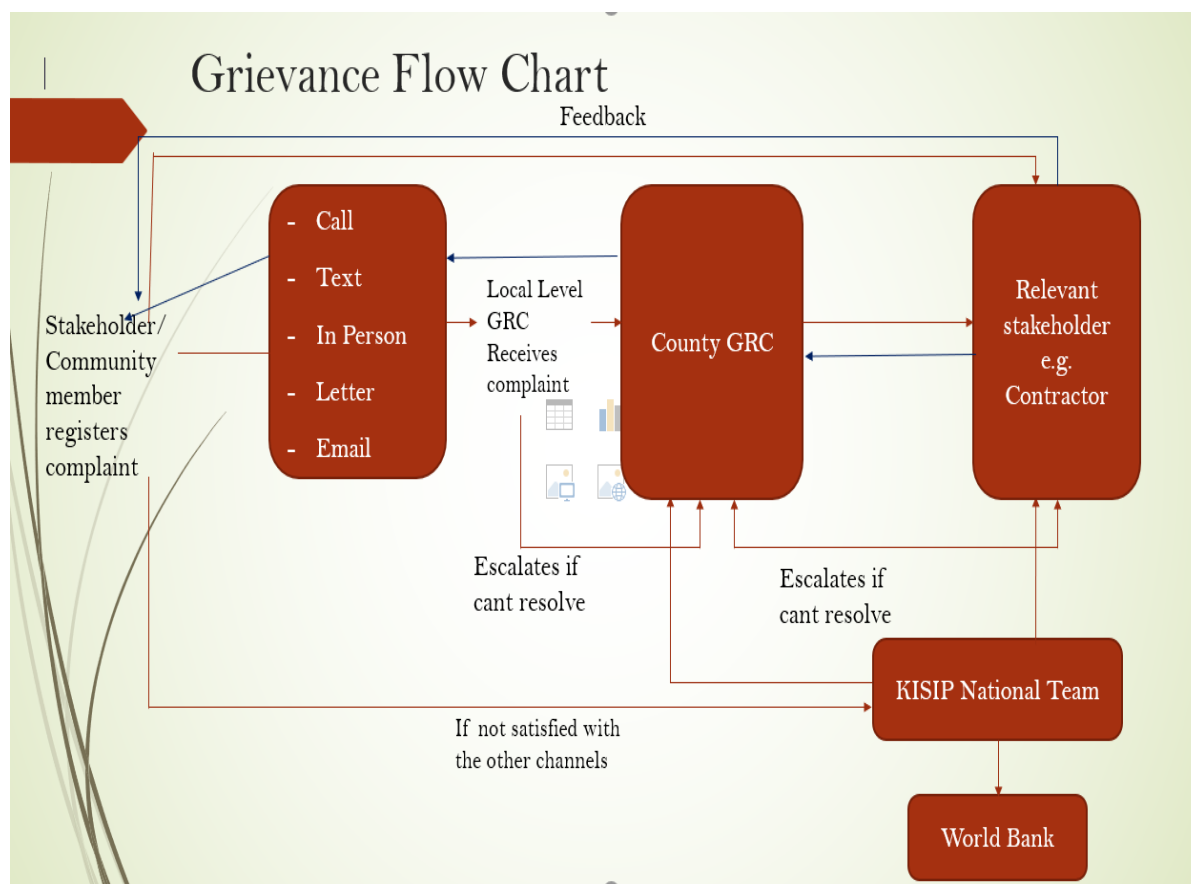 Grievance Flow Chart
Feedback
- Call
- Text
- In Person
- Letter
- Email
Stakeholder/
Community
member
registers
complaint
Local Level
GRC
Receives
complaint
County GRC
Relevant
stakeholder
e.g.
Contractor
Escalates if
cant resolve
Escalates if
cant resolve
KISIP National Team
If not satisfied with
the other channels
World Bank